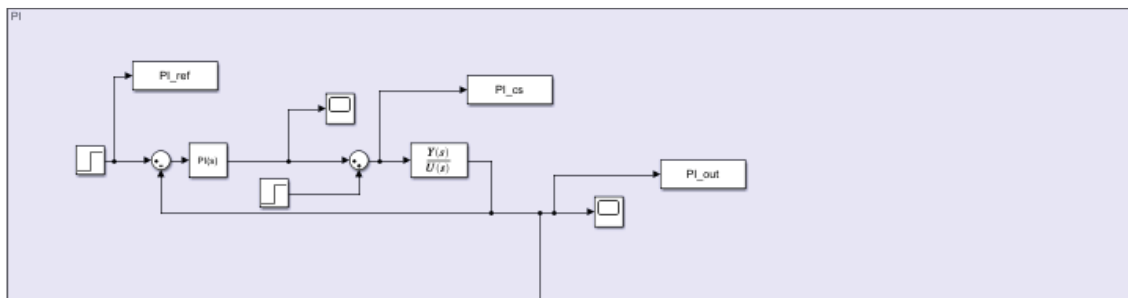 PI
PI_ref
PI_cs
PI(s)
Y(s)
U(s)
PI_out